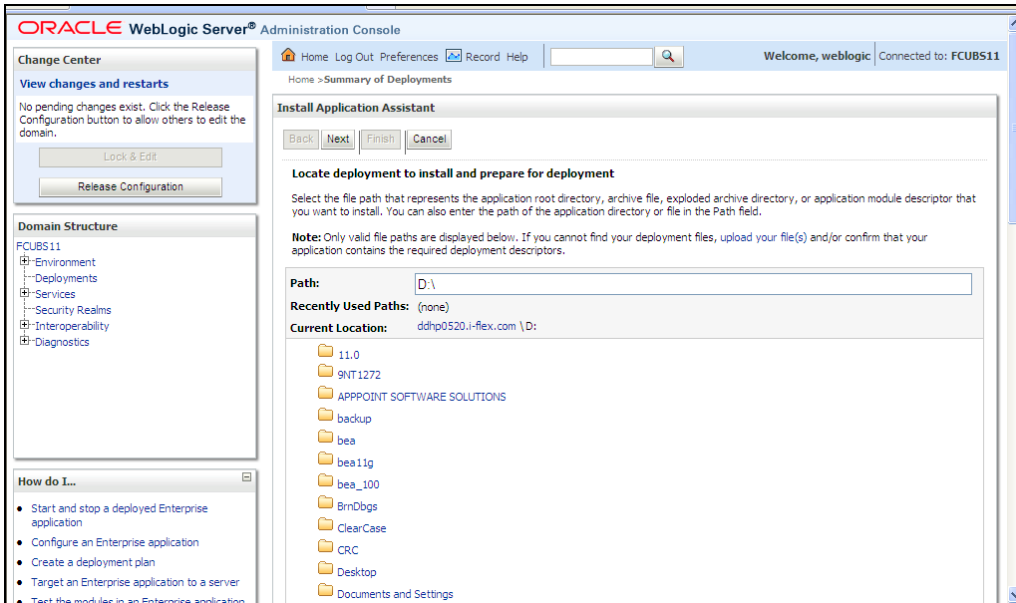 ORACLE WebLogic Server® Administration Console
Change Center
View changes and restarts
No pending changes exist. Click the Release
Configuration button to allow others to edit the
domain.
Lock & Edit
Release Configuration
Domain Structure
FCUBS11
Environment
Deployments
Services
Security Realms
Interoperability
Diagnostics
How do I...
Start and stop a deployed Enterprise
application
Configure an Enterprise application
Create a deployment plan
Target an Enterprise application to a server
Test the modules in an Enterprise application
Home Log Out Preferences Record Help
Welcome, weblogic Connected to: FCUBS11
Home >Summary of Deployments
Install Application Assistant
Back Next Finish Cancel
Locate deployment to install and prepare for deployment
Select the file path that represents the application root directory, archive file, exploded archive directory, or application module descriptor that
you want to install. You can also enter the path of the application directory or file in the Path field.
Note: Only valid file paths are displayed below. If you cannot find your deployment files, upload your file(s) and/or confirm that your
application contains the required deployment descriptors.
Path: D:\
Recently Used Paths: (none)
Current Location: ddhp0520.i-flex.com \D:
11.0
9NT1272
APPPOINT SOFTWARE SOLUTIONS
backup
bea
bea11g
bea_100
BrnDbgs
ClearCase
CRC
Desktop
Documents and Settings